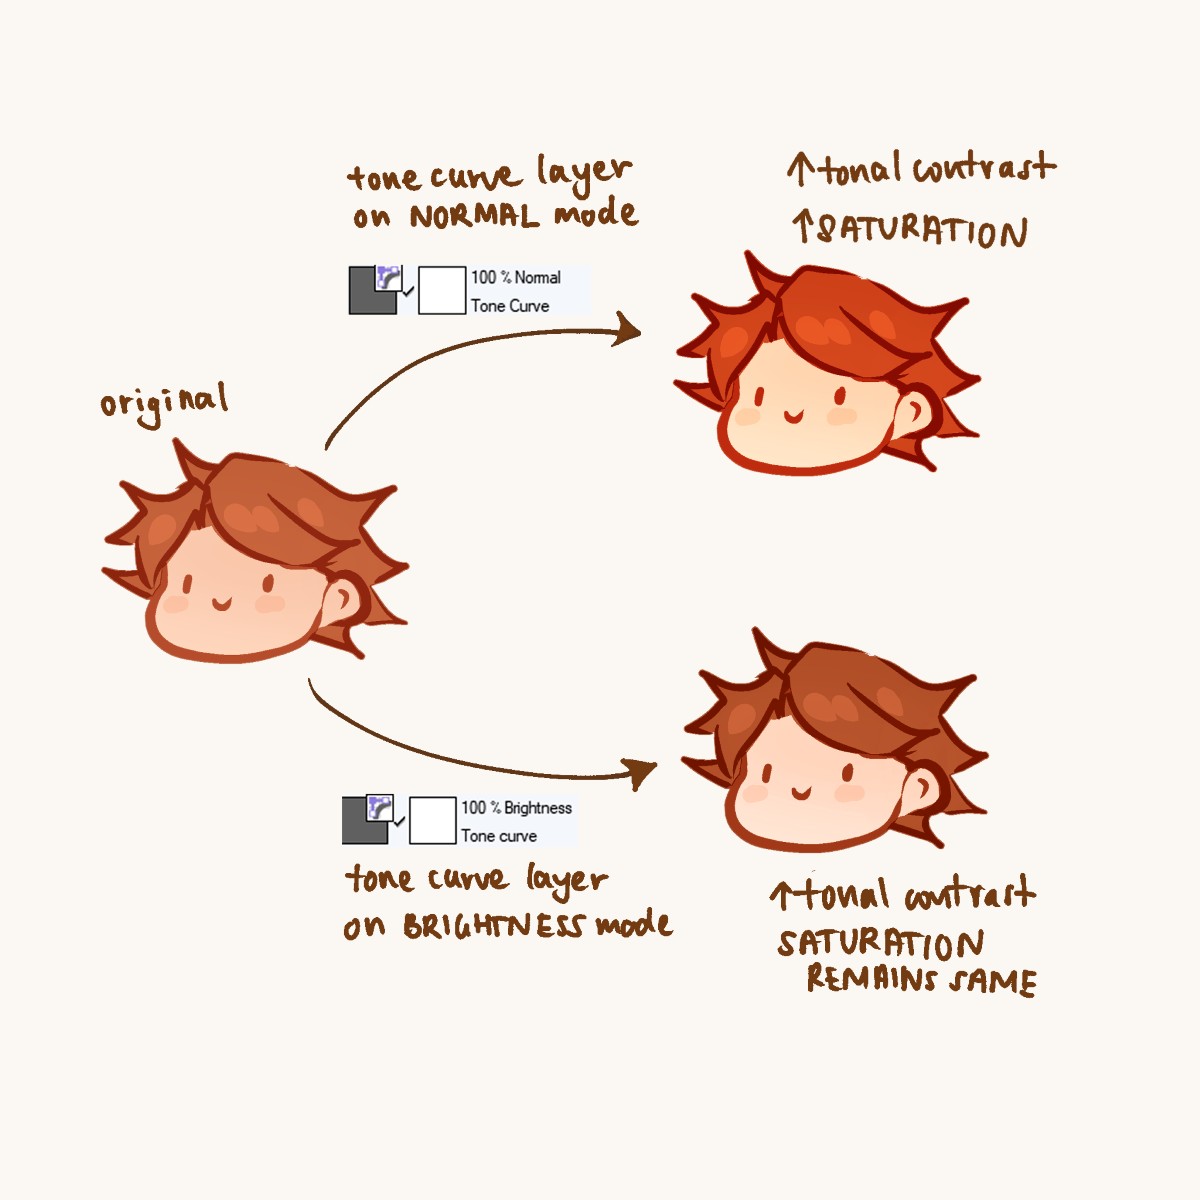 tone curve layer
on NORMAL mode
100 % Normal
Tone Curve
↑tonal contrast
↑SATURATION
original
100 % Brightness
Tone curve
tone curve layer
on BRIGHTNESS mode
↑tonal contrast
SATURATION
REMAINS SAME